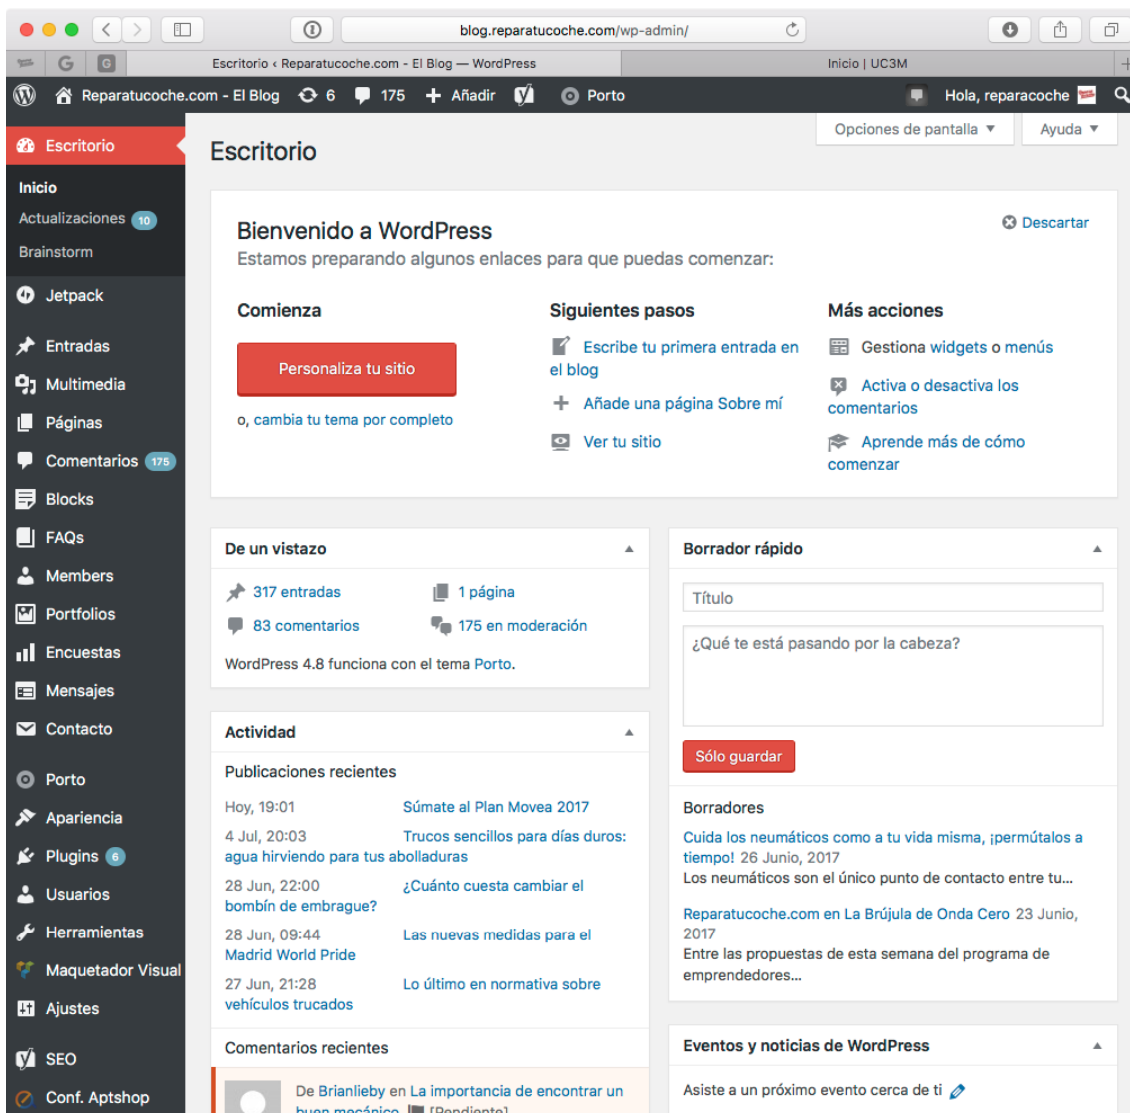 blog.reparatucoche.com/wp-admin/
Escritorio ‹ Reparatucoche.com - El Blog — WordPress
Inicio | UC3M
Reparatucoche.com - El Blog
6
175
Añadir
Porto
Hola, reparacoche
Escritorio
Inicio
Actualizaciones 10
Brainstorm
Jetpack
Entradas
Multimedia
Páginas
Comentarios 175
Blocks
FAQs
Members
Portfolios
Encuestas
Mensajes
Contacto
Porto
Apariencia
Plugins 6
Usuarios
Herramientas
Maquetador Visual
Ajustes
SEO
Conf. Aptshop
Opciones de pantalla
Ayuda
Escritorio
Bienvenido a WordPress
Descartar
Estamos preparando algunos enlaces para que puedas comenzar:
Comienza
Personaliza tu sitio
o, cambia tu tema por completo
Siguientes pasos
Escribe tu primera entrada en
el blog
Añade una página Sobre mí
Ver tu sitio
Más acciones
Gestiona widgets o menús
Activa o desactiva los
comentarios
Aprende más de cómo
comenzar
De un vistazo
317 entradas
1 página
83 comentarios
175 en moderación
WordPress 4.8 funciona con el tema Porto.
Actividad
Publicaciones recientes
Hoy, 19:01 Súmate al Plan Movea 2017
4 Jul, 20:03 Trucos sencillos para días duros:
agua hirviendo para tus abolladuras
28 Jun, 22:00 ¿Cuánto cuesta cambiar el
bombín de embrague?
28 Jun, 09:44 Las nuevas medidas para el
Madrid World Pride
27 Jun, 21:28 Lo último en normativa sobre
vehículos trucados
Comentarios recientes
De Brianlieby en La importancia de encontrar un
buen mecánico. [Pendiente]
Borrador rápido
Título
¿Qué te está pasando por la cabeza?
Sólo guardar
Borradores
Cuida los neumáticos como a tu vida misma, ¡permútalos a
tiempo! 26 Junio, 2017
Los neumáticos son el único punto de contacto entre tu...
Reparatucoche.com en La Brújula de Onda Cero 23 Junio,
2017
Entre las propuestas de esta semana del programa de
emprendedores...
Eventos y noticias de WordPress
Asiste a un próximo evento cerca de ti